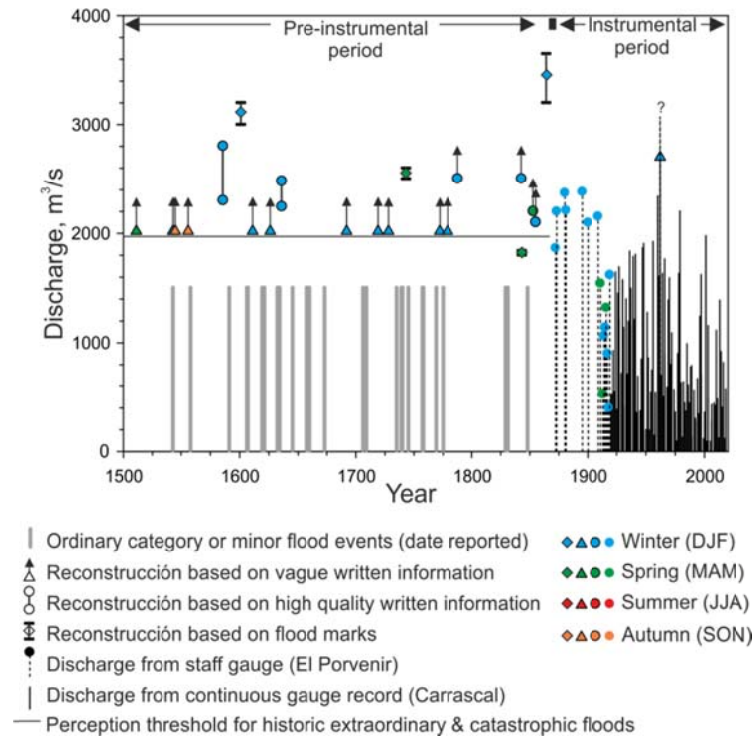 Pre-instrumental period
Instrumental period
4000
3000
2000
1000
0
Discharge, m³/s
?
1500 1600 1700 1800 1900 2000
Year
Ordinary category or minor flood events (date reported)
Reconstrucción based on vague written information
Reconstrucción based on high quality written information
Reconstrucción based on flood marks
Discharge from staff gauge (El Porvenir)
Discharge from continuous gauge record (Carrascal)
Perception threshold for historic extraordinary & catastrophic floods
Winter (DJF)
Spring (MAM)
Summer (JJA)
Autumn (SON)